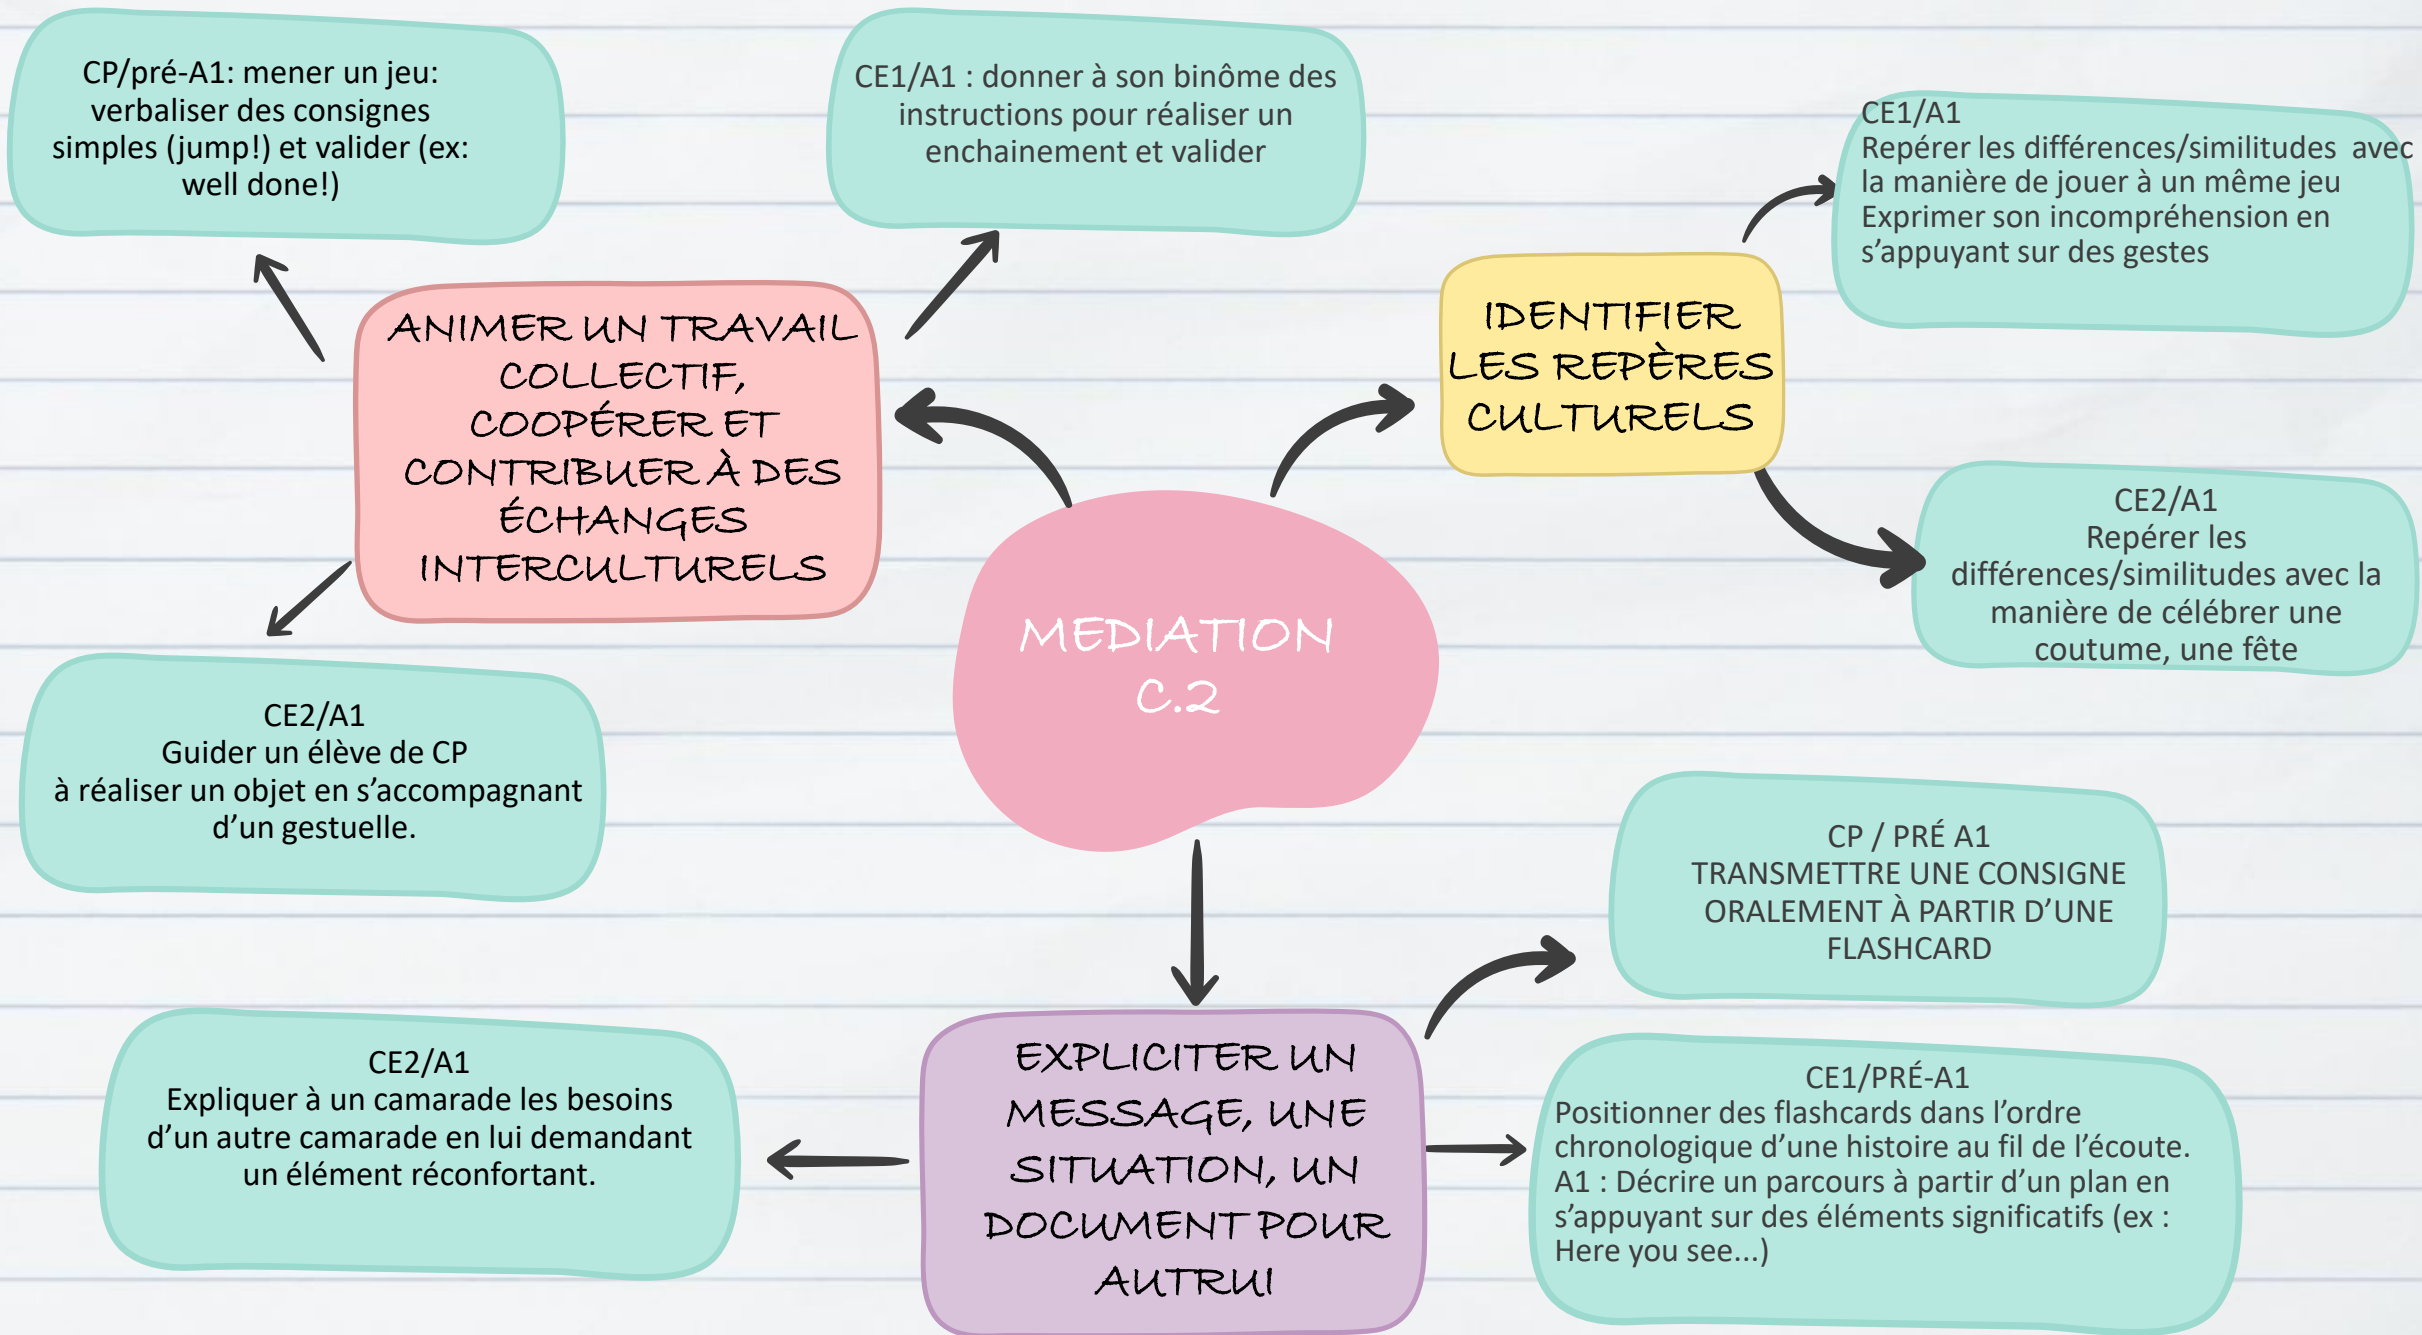 CP/pré-A1: mener un jeu:
verbaliser des consignes
simples (jump!) et valider (ex:
well done!)
CE1/A1 : donner à son binôme des
instructions pour réaliser un
enchainement et valider
CE1/A1
Repérer les différences/similitudes avec
la manière de jouer à un même jeu
Exprimer son incompréhension en
s’appuyant sur des gestes
ANIMER UN TRAVAIL
COLLECTIF,
COOPÉRER ET
CONTRIBUER À DES
ÉCHANGES
INTERCULTURELS
IDENTIFIER
LES REPÈRES
CULTURELS
CE2/A1
Repérer les
différences/similitudes avec la
manière de célébrer une
coutume, une fête
MEDIATION
C.2
CE2/A1
Guider un élève de CP
à réaliser un objet en s’accompagnant
d’un gestuelle.
CP / PRÉ A1
TRANSMETTRE UNE CONSIGNE
ORALEMENT À PARTIR D’UNE
FLASHCARD
CE2/A1
Expliquer à un camarade les besoins
d’un autre camarade en lui demandant
un élément réconfortant.
EXPLICITER UN
MESSAGE, UNE
SITUATION, UN
DOCUMENT POUR
AUTRUI
CE1/PRÉ-A1
Positionner des flashcards dans l’ordre
chronologique d’une histoire au fil de l’écoute.
A1 : Décrire un parcours à partir d’un plan en
s’appuyant sur des éléments significatifs (ex :
Here you see...)